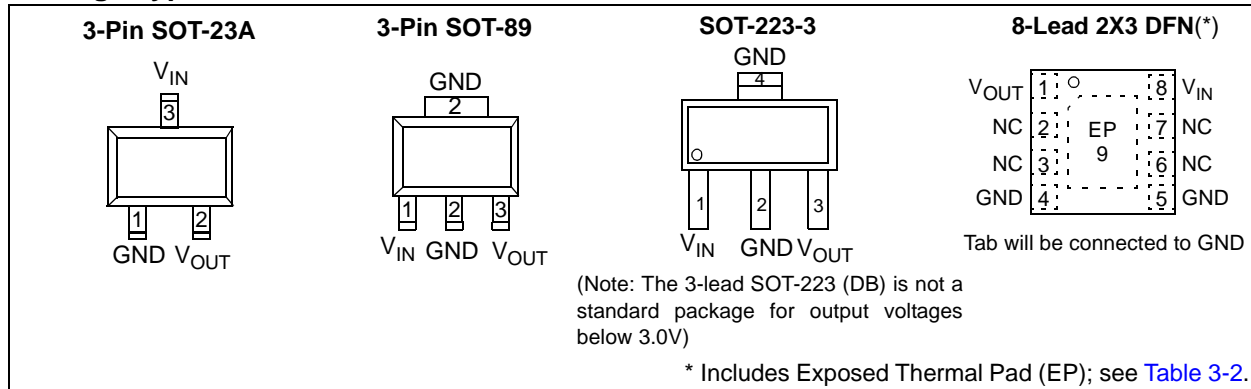 3-Pin SOT-23A
VIN
3
1 2
GND VOUT
3-Pin SOT-89
GND
2
1 2 3
VIN GND VOUT
SOT-223-3
GND
4
1 2 3
VIN GND VOUT
(Note: The 3-lead SOT-223 (DB) is not a
standard package for output voltages
below 3.0V)
8-Lead 2X3 DFN(*)
VOUT 1 8 VIN
NC 2 EP 7 NC
NC 3 9 6 NC
GND 4 5 GND
Tab will be connected to GND
* Includes Exposed Thermal Pad (EP); see Table 3-2.